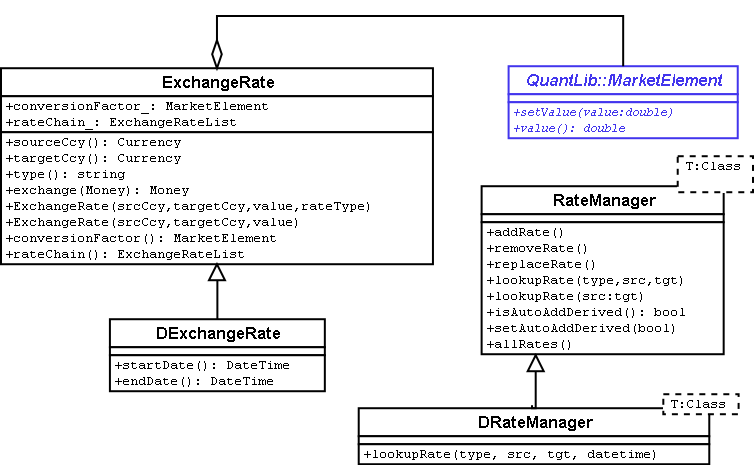 ExchangeRate
+conversionFactor_: MarketElement
+rateChain_: ExchangeRateList
+sourceCcy(): Currency
+targetCcy(): Currency
+type(): string
+exchange(Money): Money
+ExchangeRate(srcCcy,targetCcy,value,rateType)
+ExchangeRate(srcCcy,targetCcy,value)
+conversionFactor(): MarketElement
+rateChain(): ExchangeRateList
QuantLib::MarketElement
+setValue(value:double)
+value(): double
T:Class
RateManager
+addRate()
+removeRate()
+replaceRate()
+lookupRate(type,src,tgt)
+lookupRate(src:tgt)
+isAutoAddDerived(): bool
+setAutoAddDerived(bool)
+allRates()
DExchangeRate
+startDate(): DateTime
+endDate(): DateTime
T:Class
DRateManager
+lookupRate(type, src, tgt, datetime)